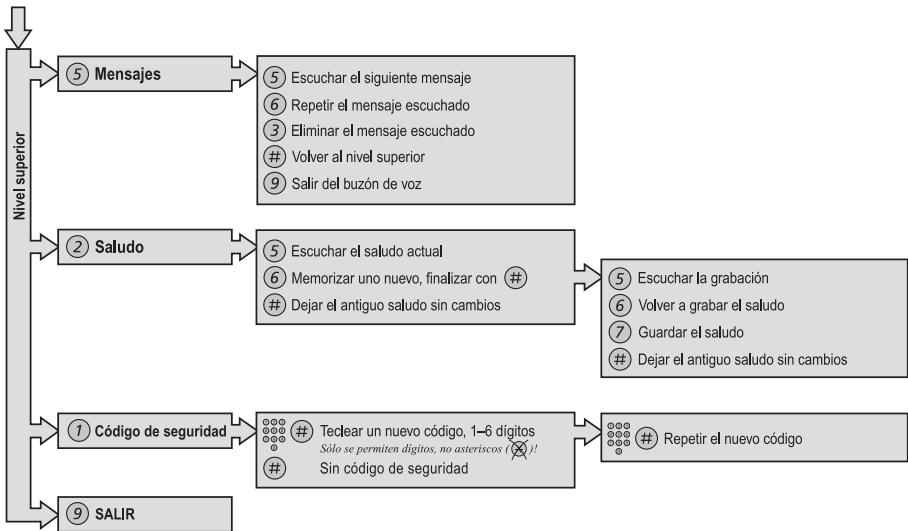 Nivel superior
5 Mensajes
5 Escuchar el siguiente mensaje
6 Repetir el mensaje escuchado
3 Eliminar el mensaje escuchado
# Volver al nivel superior
9 Salir del buzón de voz
2 Saludo
5 Escuchar el saludo actual
6 Memorizar uno nuevo, finalizar con #
# Dejar el antiguo saludo sin cambios
5 Escuchar la grabación
6 Volver a grabar el saludo
7 Guardar el saludo
# Dejar el antiguo saludo sin cambios
1 Código de seguridad
# Teclear un nuevo código, 1–6 dígitos
Sólo se permiten dígitos, no asteriscos (*)!
# Sin código de seguridad
# Repetir el nuevo código
9 SALIR